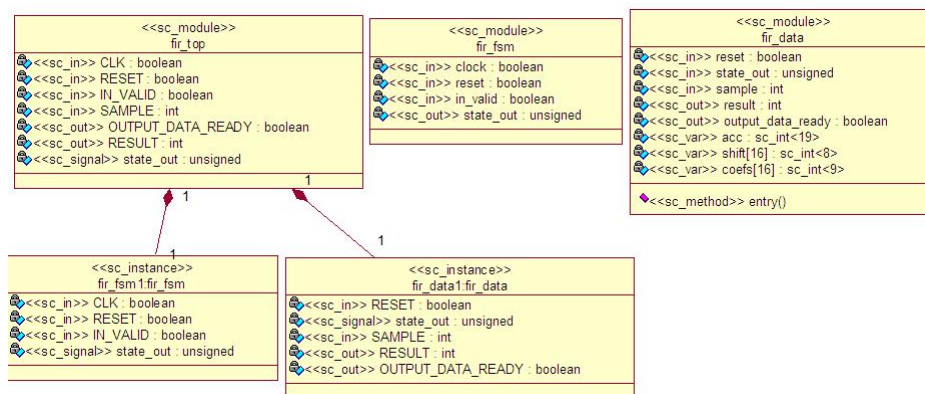 <<sc_module>>
fir_top
<<sc_in>> CLK : boolean
<<sc_in>> RESET : boolean
<<sc_in>> IN_VALID : boolean
<<sc_in>> SAMPLE : int
<<sc_out>> OUTPUT_DATA_READY : boolean
<<sc_out>> RESULT : int
<<sc_signal>> state_out : unsigned
<<sc_module>>
fir_fsm
<<sc_in>> clock : boolean
<<sc_in>> reset : boolean
<<sc_in>> in_valid : boolean
<<sc_out>> state_out : unsigned
<<sc_module>>
fir_data
<<sc_in>> reset : boolean
<<sc_in>> state_out : unsigned
<<sc_in>> sample : int
<<sc_out>> result : int
<<sc_out>> output_data_ready : boolean
<<sc_var>> acc : sc_int<19>
<<sc_var>> shift[16] : sc_int<8>
<<sc_var>> coefs[16] : sc_int<9>
<<sc_method>> entry()
1
1
1
1
<<sc_instance>>
fir_fsm1:fir_fsm
<<sc_in>> CLK : boolean
<<sc_in>> RESET : boolean
<<sc_in>> IN_VALID : boolean
<<sc_signal>> state_out : unsigned
<<sc_instance>>
fir_data1:fir_data
<<sc_in>> RESET : boolean
<<sc_signal>> state_out : unsigned
<<sc_in>> SAMPLE : int
<<sc_out>> RESULT : int
<<sc_out>> OUTPUT_DATA_READY : boolean